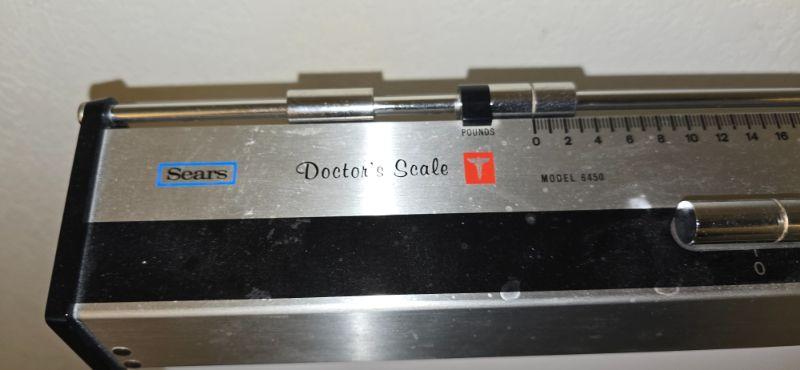 POUNDS
0 2 4 6 8 10 12 14 16
Sears
Doctor's Scale
MODEL 6450
0